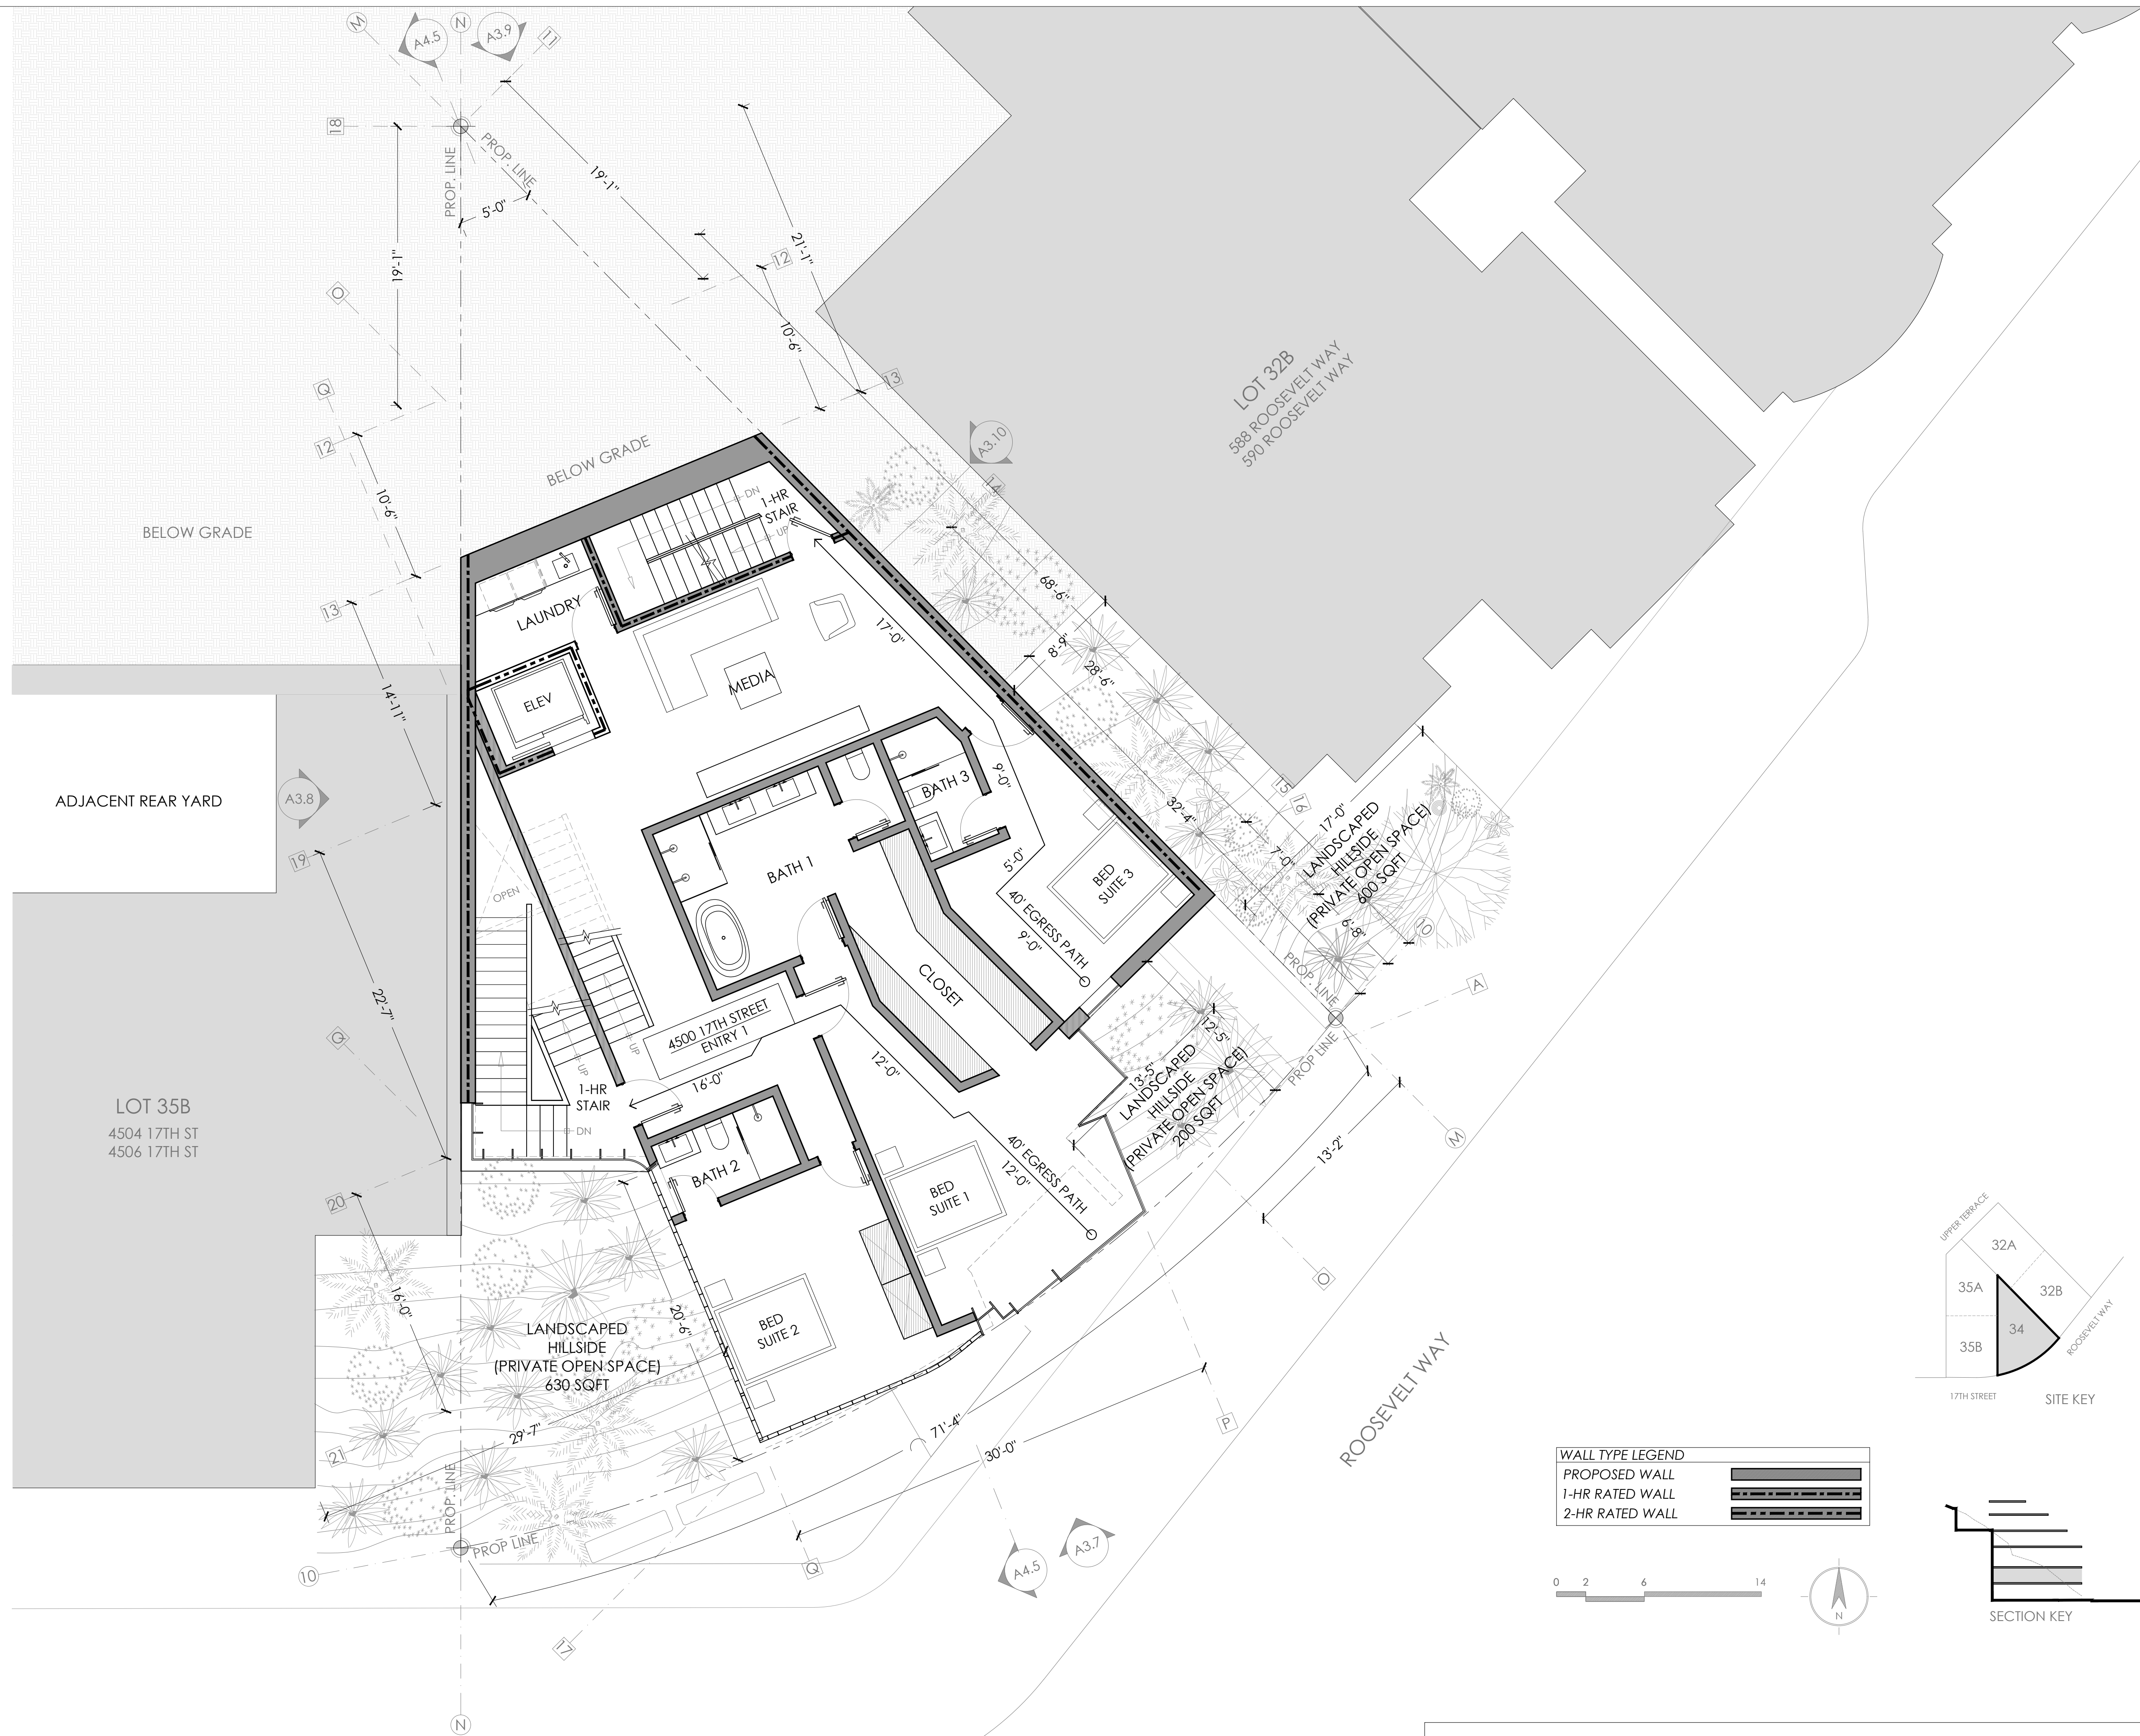 M
A4.5
N
A3.9
11
18
PROP. LINE
PROP. LINE
5'-0"
19'-1"
19'-1"
21'-1"
12
O
10'-6"
13
Q
12
BELOW GRADE
BELOW GRADE
10'-6"
13
14'-11"
A3.10
14
LOT 32B
588 ROOSEVELT WAY
590 ROOSEVELT WAY
DN
1-HR
STAIR
UP
LAUNDRY
17'-0"
68'-6"
8'-9"
28'-6"
MEDIA
ELEV
ADJACENT REAR YARD
A3.8
BATH 3
9'-0"
32'-4"
15
16
17'-0"
7'-0"
LANDSCAPED
HILLSIDE
(PRIVATE OPEN SPACE)
600 SQFT
6'-8"
10
19
OPEN
BATH 1
5'-0"
BED
SUITE 3
40' EGRESS PATH
9'-0"
CLOSET
PROP. LINE
A
22'-7"
Q
4500 17TH STREET
ENTRY 1
UP
UP
16'-0"
12'-0"
12'-5"
13'-5"
LANDSCAPED
HILLSIDE
(PRIVATE OPEN SPACE)
200 SQFT
PROP LINE
M
1-HR
STAIR
DN
LOT 35B
4504 17TH ST
4506 17TH ST
20
BATH 2
BED
SUITE 1
40' EGRESS PATH
12'-0"
13'-2"
O
16'-0"
20'-6"
BED
SUITE 2
LANDSCAPED
HILLSIDE
(PRIVATE OPEN SPACE)
630 SQFT
29'-7"
21
71'-4"
30'-0"
P
ROOSEVELT WAY
PROP. LINE
PROP LINE
10
Q
A4.5
A3.7
17
N
UPPER TERRACE
32A
35A
32B
34
35B
ROOSEVELT WAY
17TH STREET
SITE KEY
WALL TYPE LEGEND
PROPOSED WALL
1-HR RATED WALL
2-HR RATED WALL
0 2 6 14
N
SECTION KEY